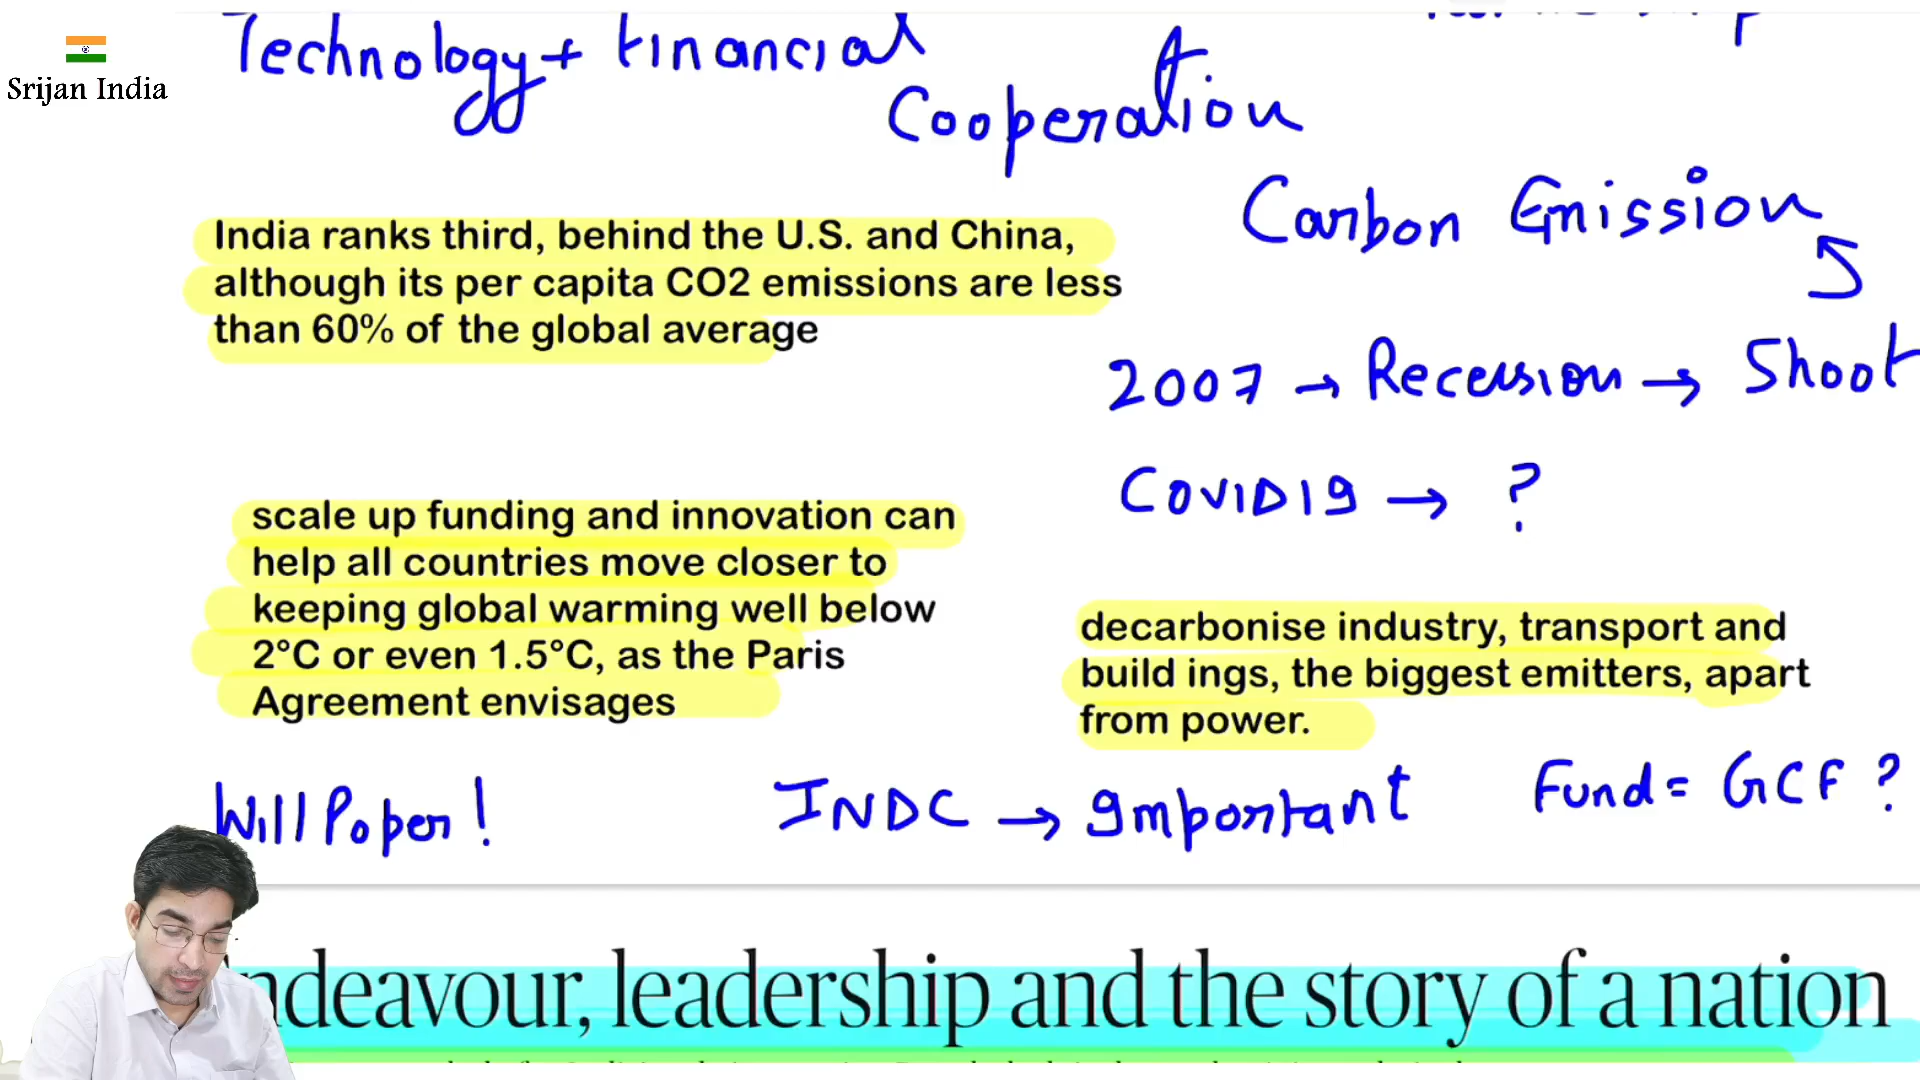 Srijan India
Technology + Financial
Cooperation
Carbon Emission
India ranks third, behind the U.S. and China,
although its per capita CO2 emissions are less
than 60% of the global average
2007 → Recession → Shoot
COVID19 → ?
scale up funding and innovation can
help all countries move closer to
keeping global warming well below
2°C or even 1.5°C, as the Paris
Agreement envisages
decarbonise industry, transport and
build ings, the biggest emitters, apart
from power.
Will Poper!
INDC → Important
Fund = GCF ?
ndeavour, leadership and the story of a nation